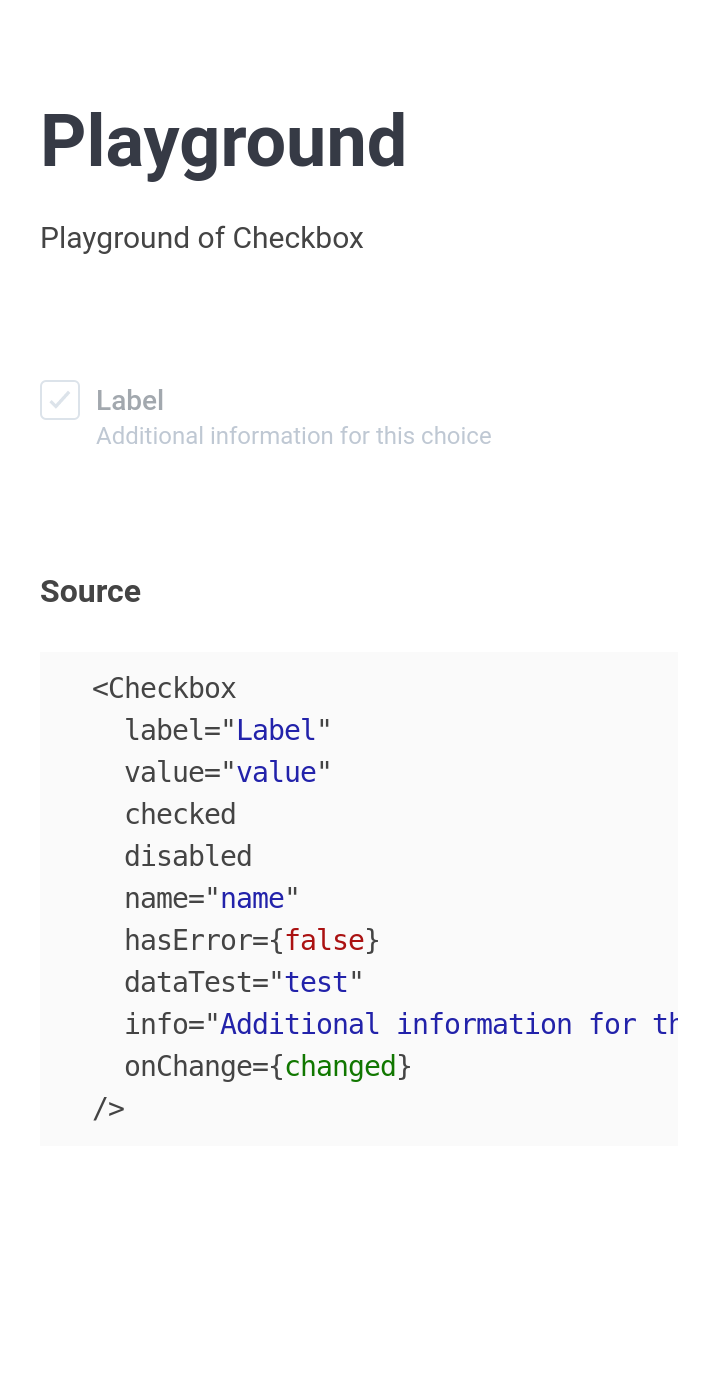 Playground
Playground of Checkbox
Label
Additional information for this choice
Source
<Checkbox
label="Label"
value="value"
checked
disabled
name="name"
hasError={false}
dataTest="test"
info="Additional information for th
onChange={changed}
/>